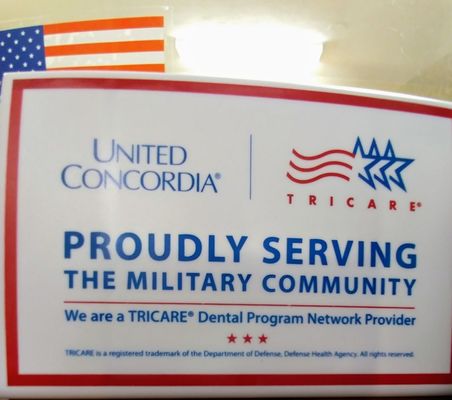 UNITED
CONCORDIA®
TRICARE®
PROUDLY SERVING
THE MILITARY COMMUNITY
We are a TRICARE® Dental Program Network Provider
TRICARE is a registered trademark of the Department of Defense, Defense Health Agency. All rights reserved.